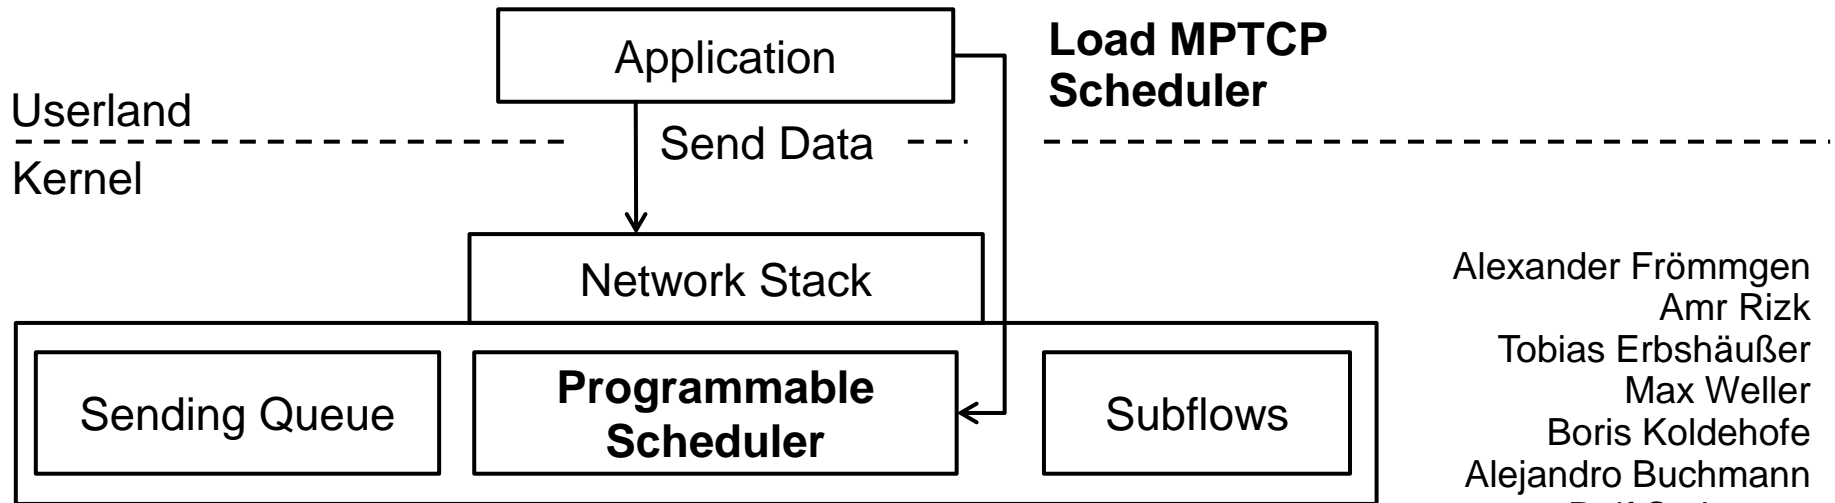 Application
Load MPTCP
Scheduler
Userland
Send Data
Kernel
Network Stack
Alexander Frömmgen
Amr Rizk
Tobias Erbshäußer
Max Weller
Boris Koldehofe
Alejandro Buchmann
Sending Queue
Programmable
Scheduler
Subflows